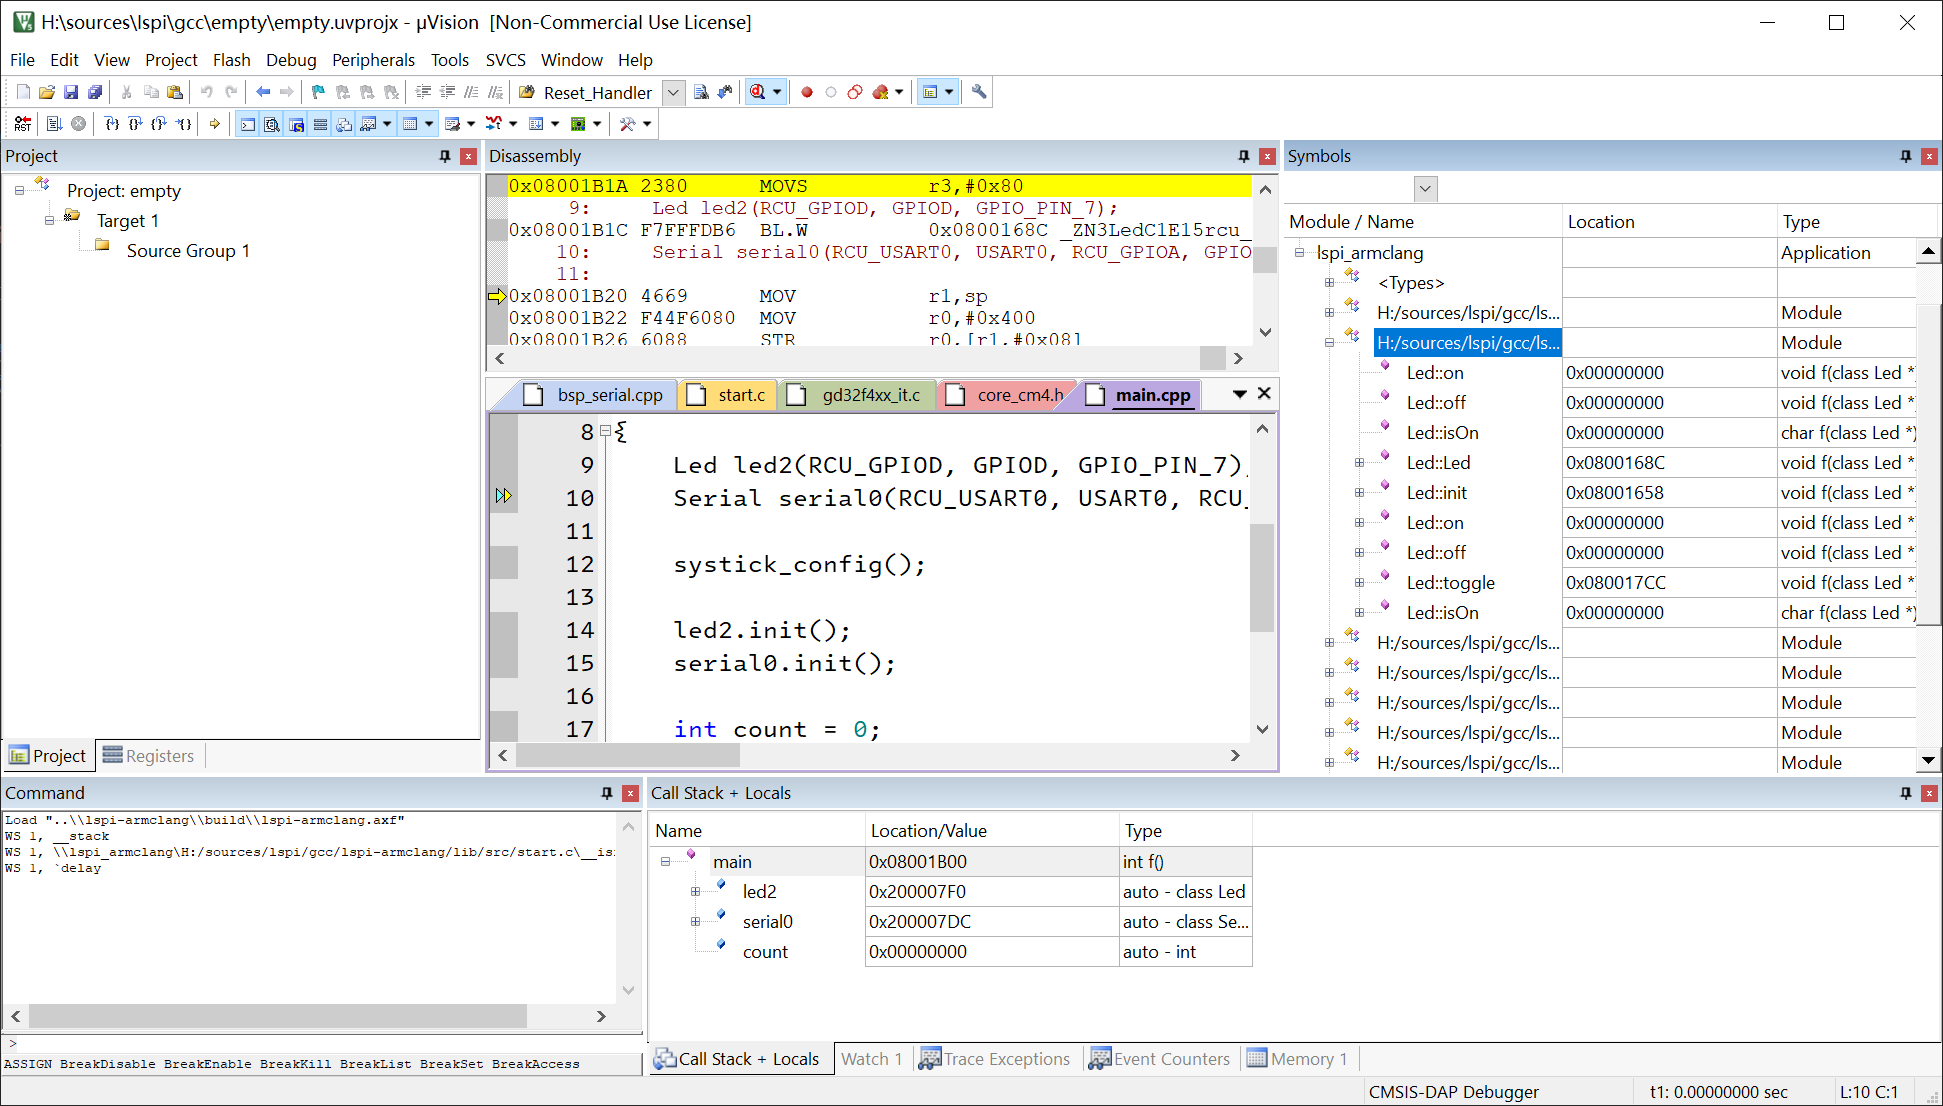 H:\sources\lspi\gcc\empty\empty.uvprojx - µVision  [Non-Commercial Use License]
File Edit View Project Flash Debug Peripherals Tools SVCS Window Help
Reset_Handler
RST
Project
Project: empty
Target 1
Source Group 1
Project Registers
Disassembly
0x08001B1A 2380 MOVS r3,#0x80
9: Led led2(RCU_GPIOD, GPIOD, GPIO_PIN_7);
0x08001B1C F7FFFDB6 BL.W 0x0800168C _ZN3LedC1E15rcu_
10: Serial serial0(RCU_USART0, USART0, RCU_GPIOA, GPIO
11:
0x08001B20 4669 MOV r1,sp
0x08001B22 F44F6080 MOV r0,#0x400
0x08001B26 6088 STR r0,[r1,#0x08]
bsp_serial.cpp start.c gd32f4xx_it.c core_cm4.h main.cpp
8 {
9 Led led2(RCU_GPIOD, GPIOD, GPIO_PIN_7)
10 Serial serial0(RCU_USART0, USART0, RCU_
11
12 systick_config();
13
14 led2.init();
15 serial0.init();
16
17 int count = 0;
Symbols
Module / Name Location Type
lspi_armclang Application
<Types>
H:/sources/lspi/gcc/ls... Module
H:/sources/lspi/gcc/ls... Module
Led::on 0x00000000 void f(class Led *
Led::off 0x00000000 void f(class Led *
Led::isOn 0x00000000 char f(class Led *)
Led::Led 0x0800168C void f(class Led *
Led::init 0x08001658 void f(class Led *
Led::on 0x00000000 void f(class Led *
Led::off 0x00000000 void f(class Led *
Led::toggle 0x080017CC void f(class Led *
Led::isOn 0x00000000 char f(class Led *)
H:/sources/lspi/gcc/ls... Module
H:/sources/lspi/gcc/ls... Module
H:/sources/lspi/gcc/ls... Module
H:/sources/lspi/gcc/ls... Module
H:/sources/lspi/gcc/ls... Module
Command
Load "..\\lspi-armclang\\build\\lspi-armclang.axf"
WS 1, __stack
WS 1, \\lspi_armclang\H:/sources/lspi/gcc/lspi-armclang/lib/src/start.c\__is
WS 1, `delay
>
ASSIGN BreakDisable BreakEnable BreakKill BreakList BreakSet BreakAccess
Call Stack + Locals
Name Location/Value Type
main 0x08001B00 int f()
led2 0x200007F0 auto - class Led
serial0 0x200007DC auto - class Se...
count 0x00000000 auto - int
Call Stack + Locals Watch 1 Trace Exceptions Event Counters Memory 1
CMSIS-DAP Debugger t1: 0.00000000 sec L:10 C:1